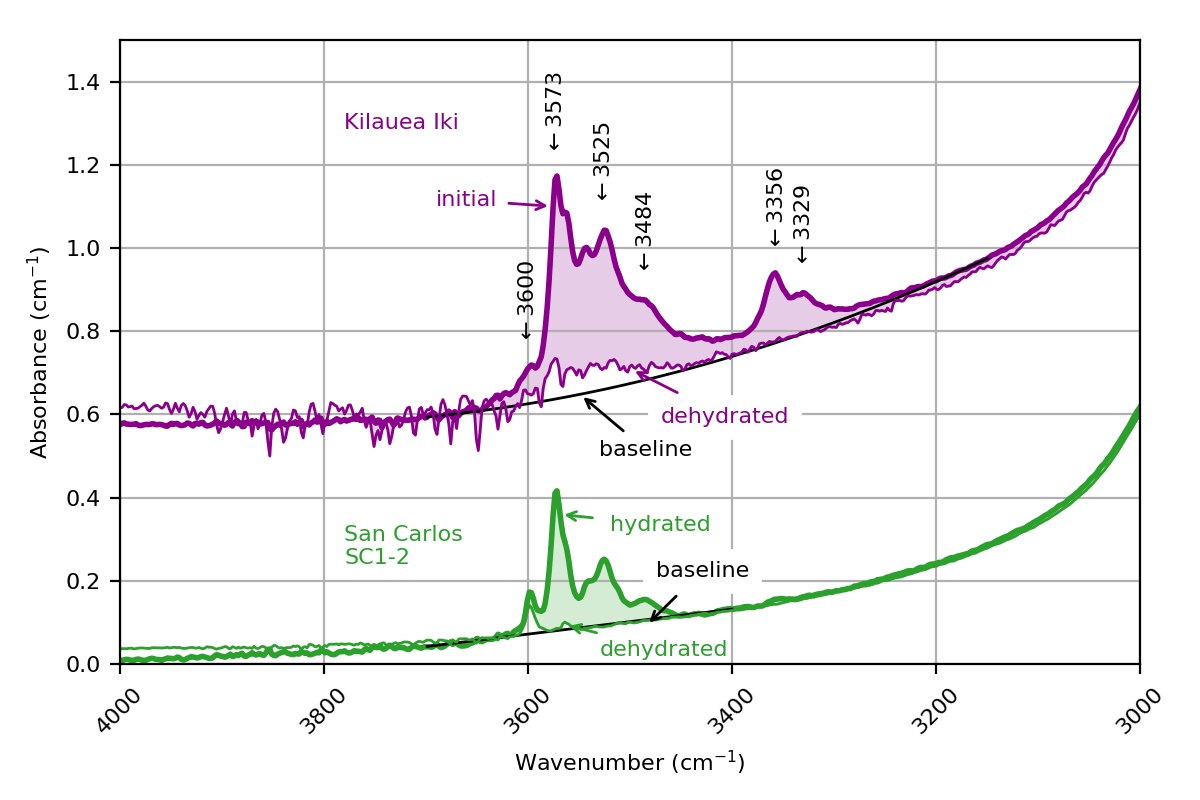 1.4
1.2
1.0
0.8
0.6
0.4
0.2
0.0
Absorbance (cm⁻¹)
Kilauea Iki
initial
←3573
←3525
←3484
←3600
←3356
←3329
dehydrated
baseline
San Carlos
SC1-2
hydrated
baseline
dehydrated
4000
3800
3600
3400
3200
3000
Wavenumber (cm⁻¹)